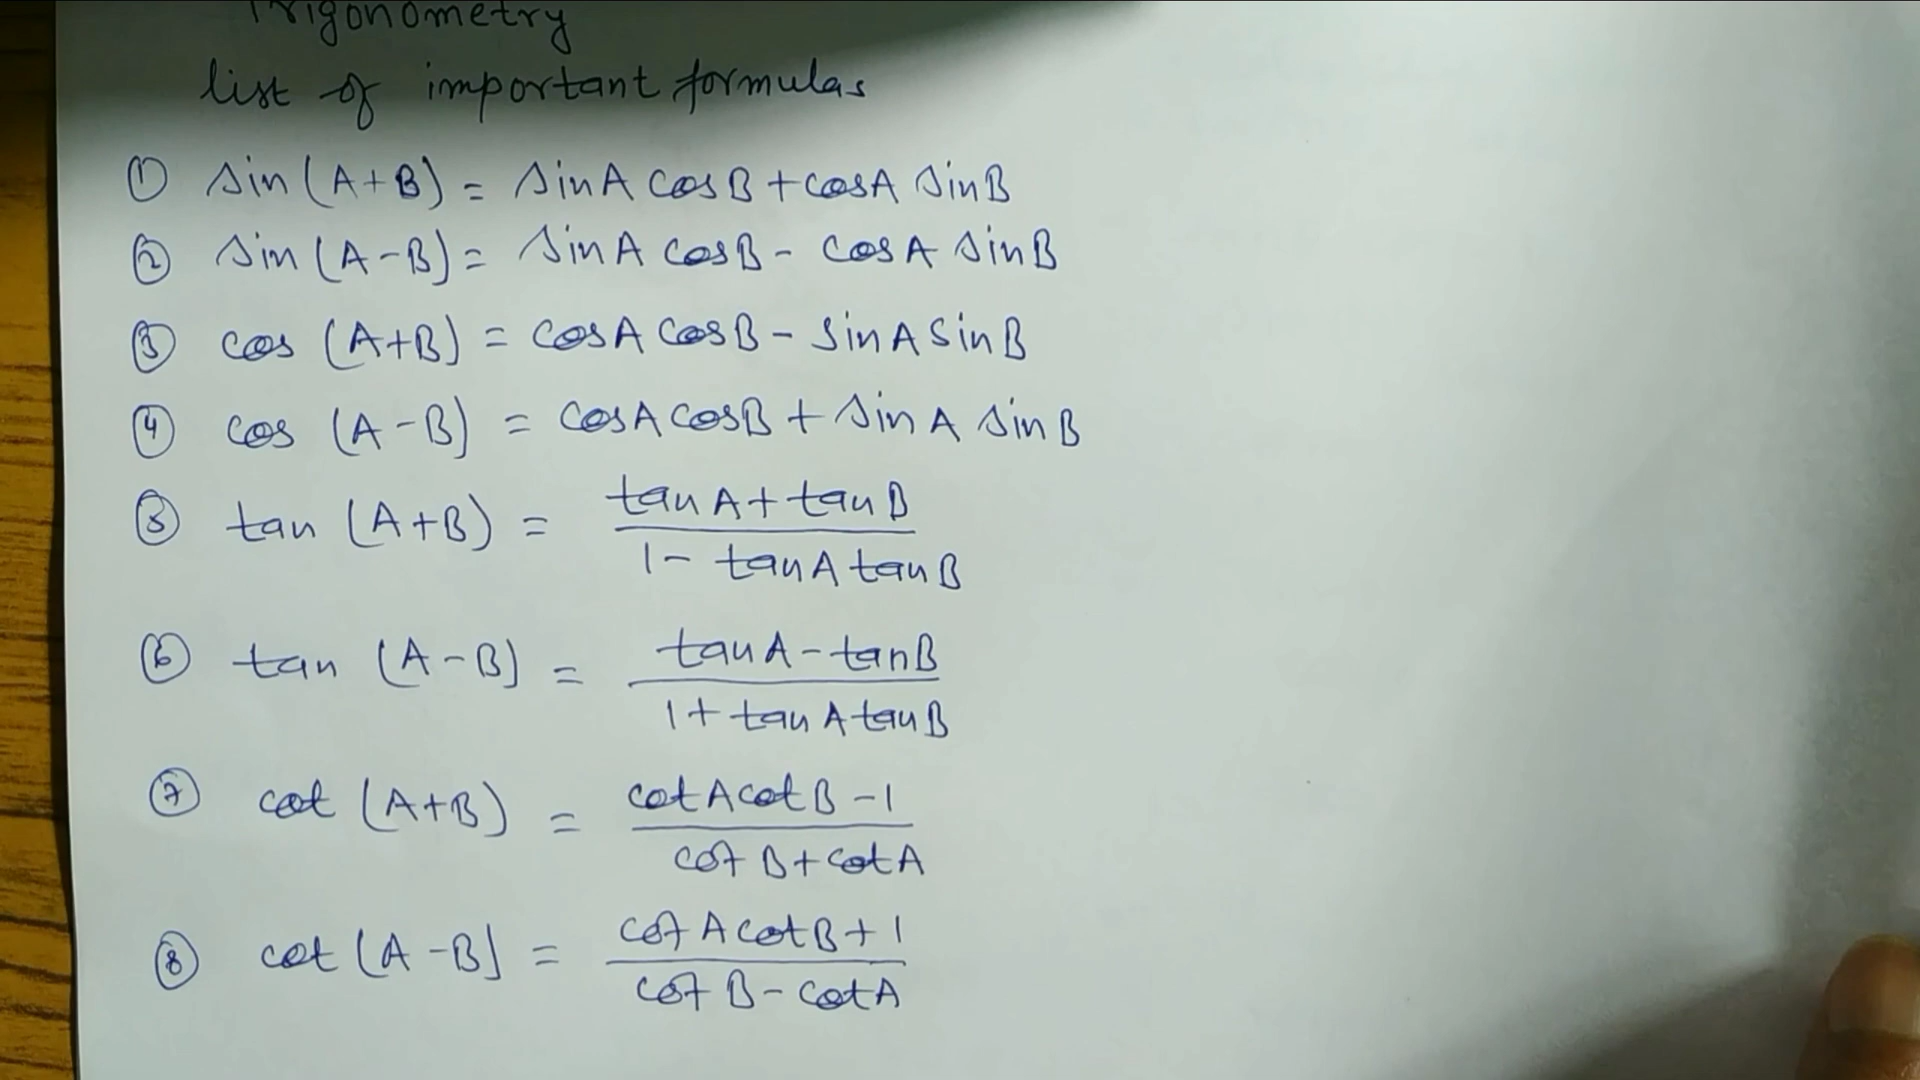 Trigonometry
list of important formulas
① sin(A+B) = sinA cosB + cosA sinB
② sin(A-B) = sinA cosB - cosA sinB
③ cos (A+B) = cosA cosB - sinA sinB
④ cos (A-B) = cosA cosB + sinA sinB
⑤ tan (A+B) = tanA + tanB
1 - tanA tanB
⑥ tan (A-B) = tanA - tanB
1 + tanA tanB
⑦ cot (A+B) = cotA cotB - 1
cotB + cotA
⑧ cot (A-B) = cotA cotB + 1
cotB - cotA